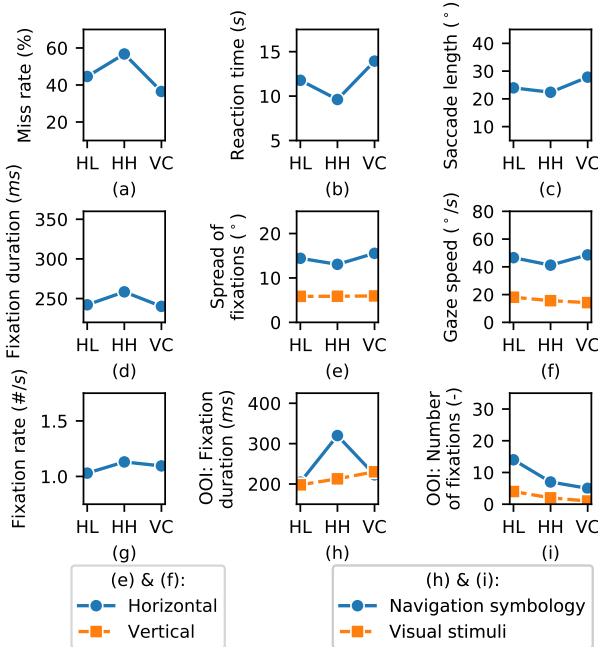 Miss rate (%)
60
40
20
HL HH VC
(a)
Reaction time (s)
15
10
5
HL HH VC
(b)
Saccade length (°)
40
30
20
10
HL HH VC
(c)
Fixation duration (ms)
350
300
250
HL HH VC
(d)
Spread of
fixations (°)
20
10
0
HL HH VC
(e)
Gaze speed (°/s)
80
60
40
20
0
HL HH VC
(f)
Fixation rate (#/s)
1.5
1.0
HL HH VC
(g)
OOI: Fixation
duration (ms)
400
300
200
HL HH VC
(h)
OOI: Number
of fixations (-)
30
20
10
0
HL HH VC
(i)
(e) & (f):
Horizontal
Vertical
(h) & (i):
Navigation symbology
Visual stimuli